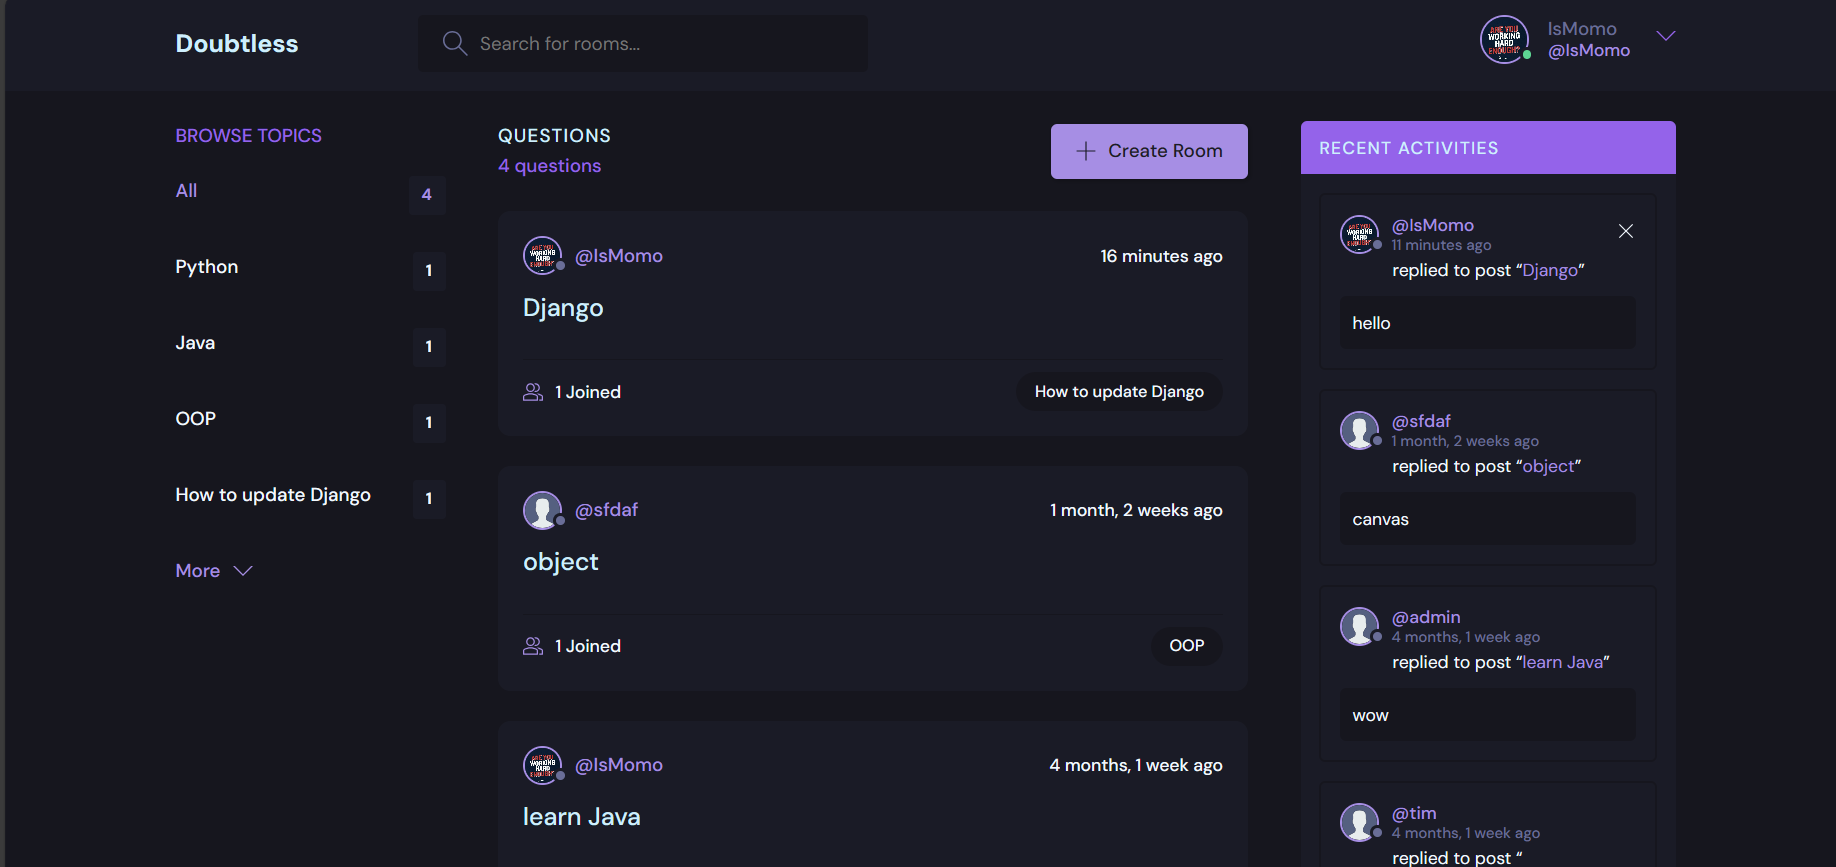 Doubtless
Search for rooms...
IsMomo
@IsMomo
BROWSE TOPICS
All 4
Python 1
Java 1
OOP 1
How to update Django 1
More
QUESTIONS
4 questions
Create Room
@IsMomo 16 minutes ago
Django
1 Joined How to update Django
@sfdaf 1 month, 2 weeks ago
object
1 Joined OOP
@IsMomo 4 months, 1 week ago
learn Java
RECENT ACTIVITIES
@IsMomo
11 minutes ago
replied to post “Django”
hello
@sfdaf
1 month, 2 weeks ago
replied to post “object”
canvas
@admin
4 months, 1 week ago
replied to post “learn Java”
wow
@tim
4 months, 1 week ago
replied to post “